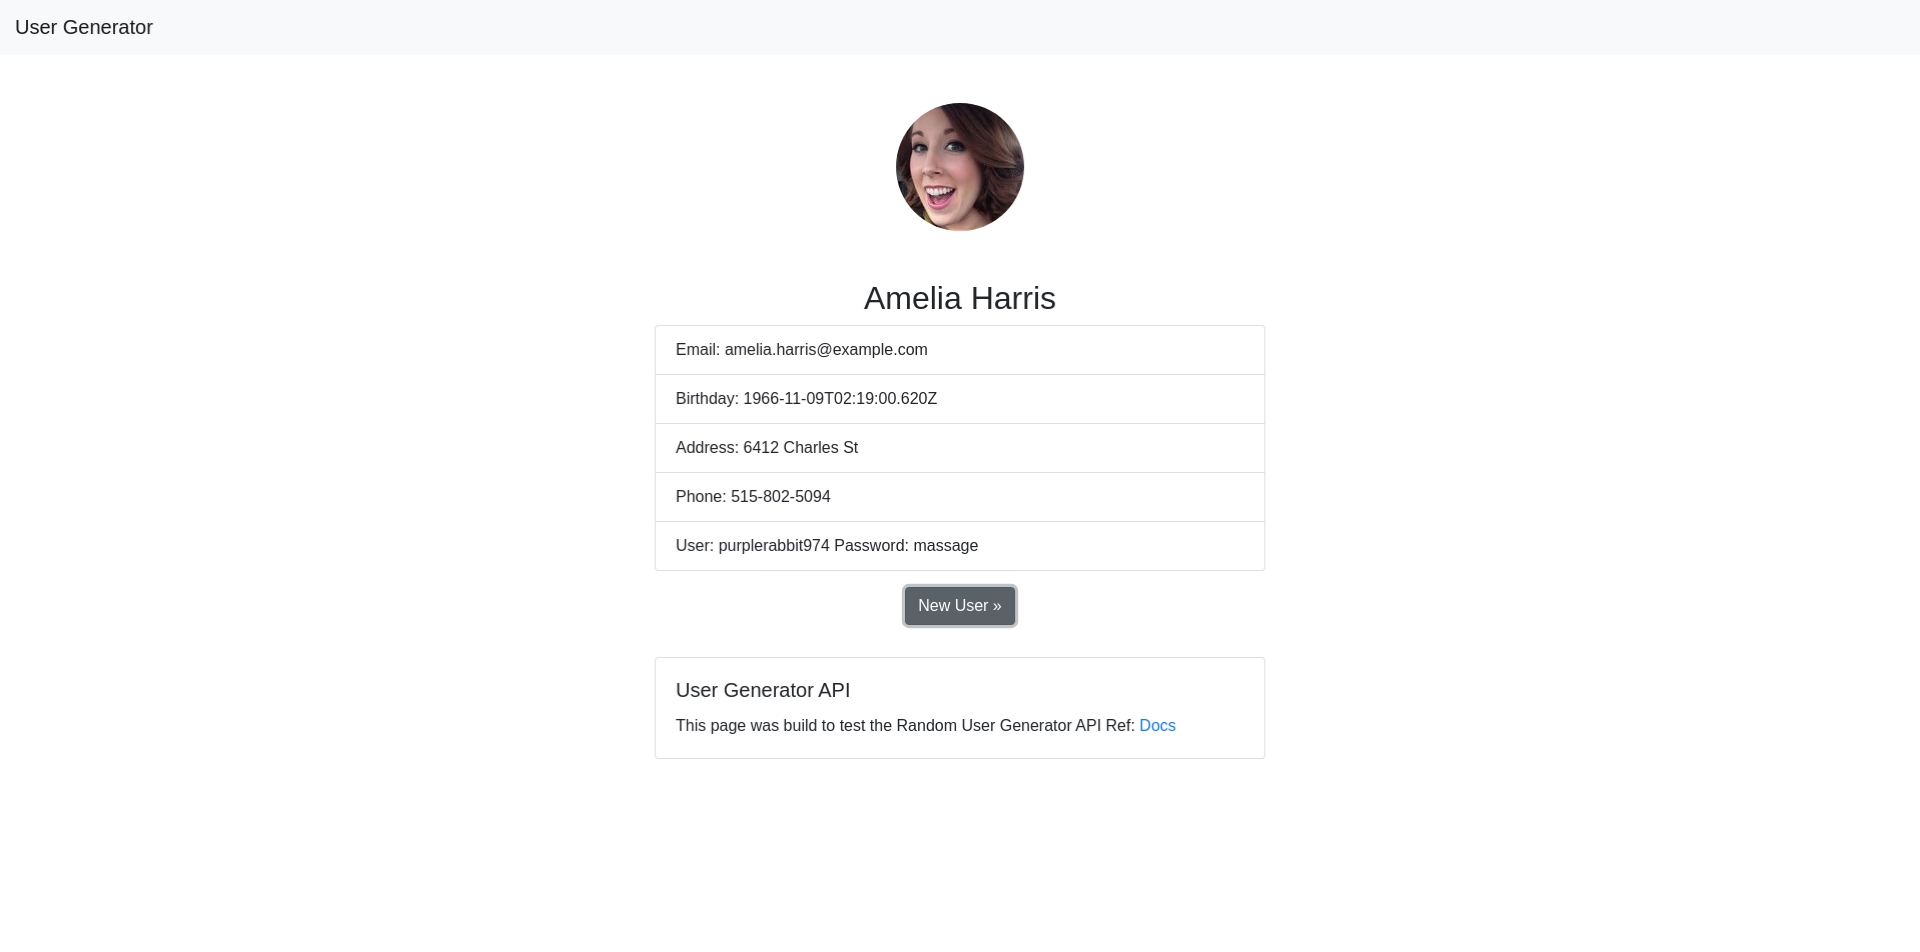 User Generator
Amelia Harris
Email: amelia.harris@example.com
Birthday: 1966-11-09T02:19:00.620Z
Address: 6412 Charles St
Phone: 515-802-5094
User: purplerabbit974 Password: massage
New User »
User Generator API
This page was build to test the Random User Generator API Ref: Docs